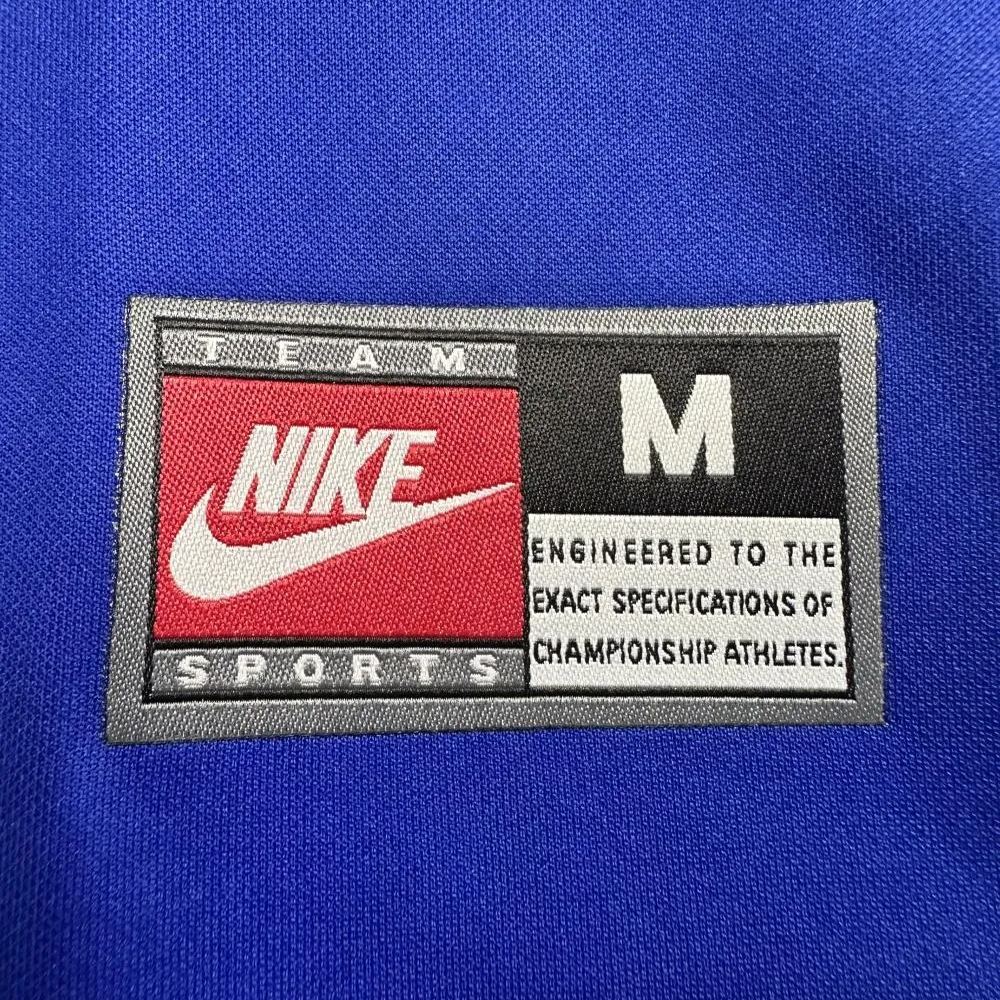 TEAM
NIKE
SPORTS
M
ENGINEERED TO THE
EXACT SPECIFICATIONS OF
CHAMPIONSHIP ATHLETES.